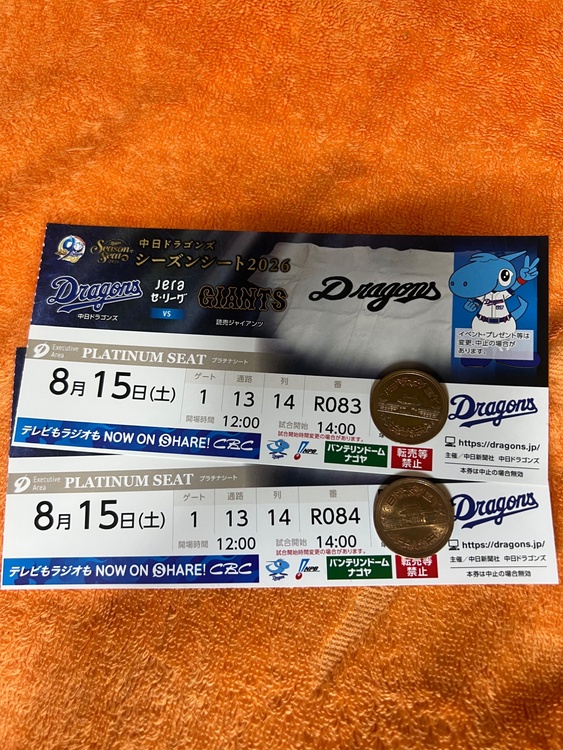 Season Seat
中日ドラゴンズ
シーズンシート2026
Dragons
中日ドラゴンズ
Jera
セ・リーグ
VS
GIANTS
読売ジャイアンツ
Dragons
イベント・プレゼント等は
変更、中止の場合が
あります。
Executive Area PLATINUM SEAT プラチナシート
ゲート 通路 列 番
8月15日(土) 1 13 14 R083
開場時間 12:00 試合開始 14:00
試合開始時間変更の場合があります。
テレビもラジオも NOW ON SHARE! CBC
NPB
バンテリンドーム ナゴヤ
転売等禁止
Dragons
https://dragons.jp/
主催/中日新聞社 中日ドラゴンズ
本券は中止の場合無効
Executive Area PLATINUM SEAT プラチナシート
ゲート 通路 列 番
8月15日(土) 1 13 14 R084
開場時間 12:00 試合開始 14:00
試合開始時間変更の場合があります。
テレビもラジオも NOW ON SHARE! CBC
NPB
バンテリンドーム ナゴヤ
転売等禁止
Dragons
https://dragons.jp/
主催/中日新聞社 中日ドラゴンズ
本券は中止の場合無効